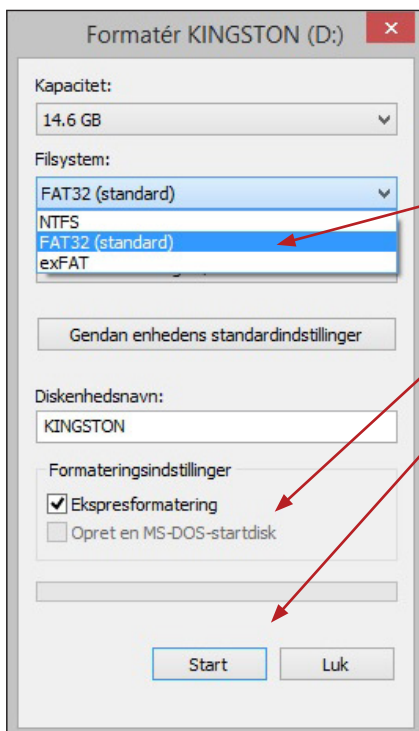 Formatér KINGSTON (D:)
Kapacitet:
14.6 GB
Filsystem:
FAT32 (standard)
NTFS
FAT32 (standard)
exFAT
Gendan enhedens standardindstillinger
Diskenhedsnavn:
KINGSTON
Formateringsindstillinger
Ekspresformatering
Opret en MS-DOS-startdisk
Start
Luk